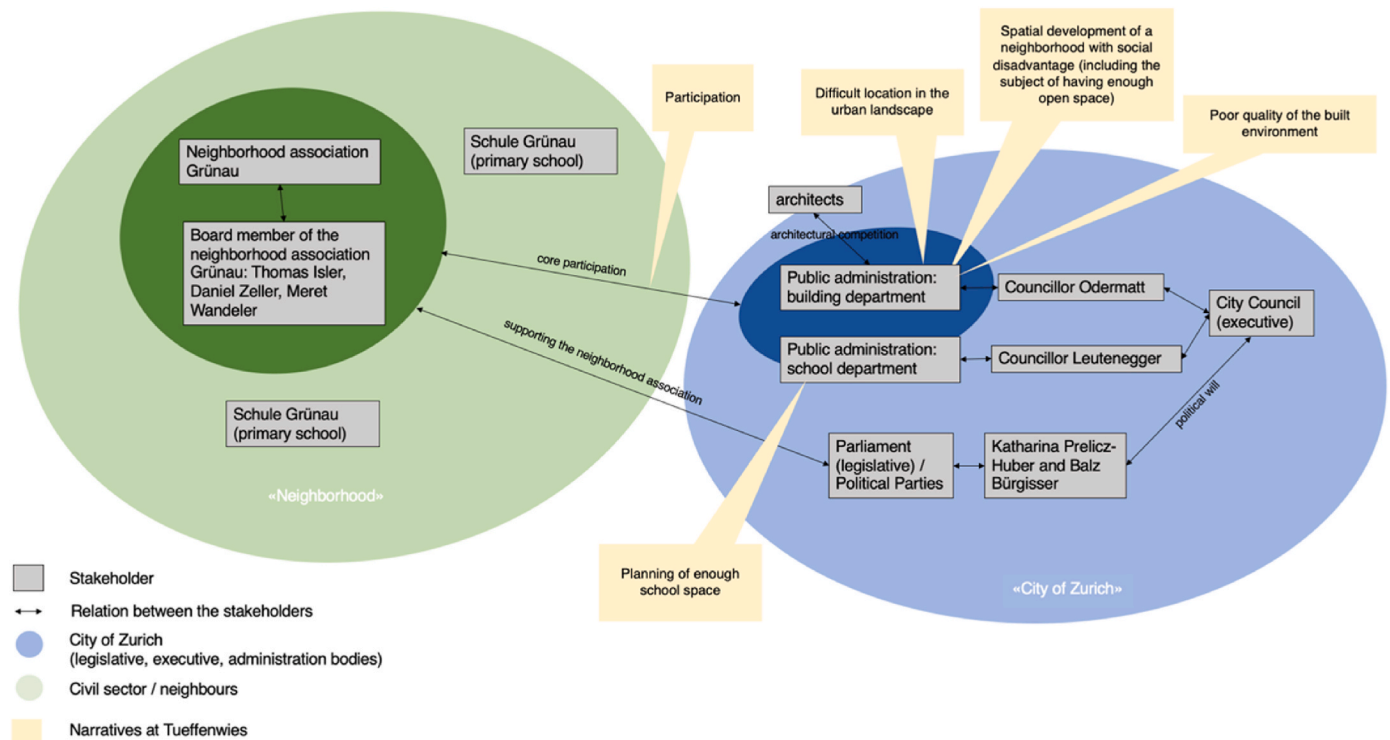 Spatial development of a
neighborhood with social
disadvantage (including the
subject of having enough
open space)
Participation
Difficult location in the
urban landscape
Poor quality of the built
environment
Neighborhood association
Grünau
Schule Grünau
(primary school)
Board member of the
neighborhood association
Grünau: Thomas Isler,
Daniel Zeller, Meret
Wandeler
architects
architectural competition
core participation
Public administration:
building department
Councillor Odermatt
City Council
(executive)
supporting the neighborhood association
Public administration:
school department
Councillor Leutenegger
political will
Schule Grünau
(primary school)
Parliament
(legislative) /
Political Parties
Katharina Prelicz-
Huber and Balz
Bürgisser
«Neighborhood»
Planning of enough
school space
«City of Zurich»
Stakeholder
Relation between the stakeholders
City of Zurich
(legislative, executive, administration bodies)
Civil sector / neighbours
Narratives at Tueffenwies